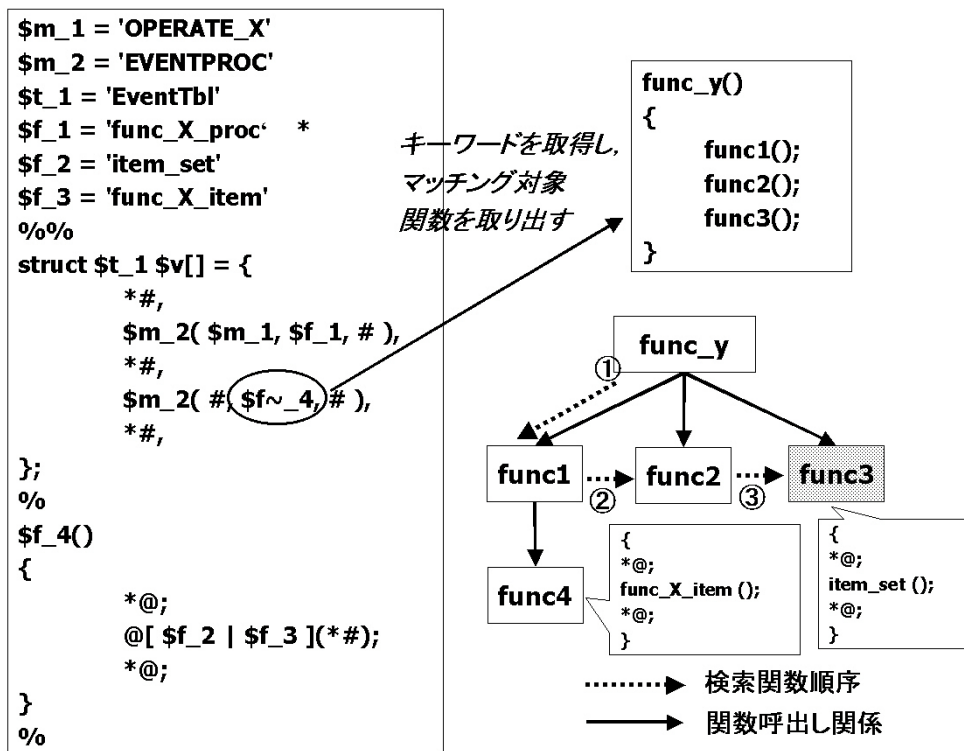 $m_1 = 'OPERATE_X'
$m_2 = 'EVENTPROC'
$t_1 = 'EventTbl'
$f_1 = 'func_X_proc‘ *
$f_2 = 'item_set'
$f_3 = 'func_X_item'
%%
struct $t_1 $v[] = {
*#,
$m_2( $m_1, $f_1, # ),
*#,
$m_2( #, $f~_4, # ),
*#,
};
%
$f_4()
{
*@;
@[ $f_2 | $f_3 ](*#);
*@;
}
%
キーワードを取得し,
マッチング対象
関数を取り出す
func_y()
{
func1();
func2();
func3();
}
func_y
①
func1
②
func2
③
func3
func4
{
*@;
func_X_item ();
*@;
}
{
*@;
item_set ();
*@;
}
検索関数順序
関数呼出し関係